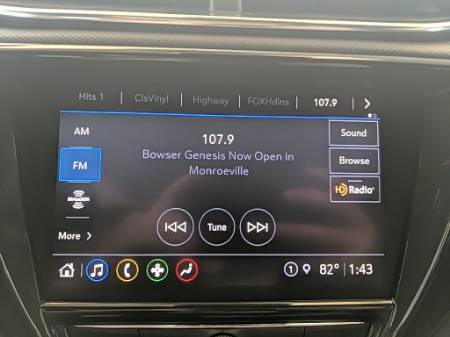 Hits 1 ClsVinyl Highway FOXHdlns 107.9
AM
107.9
Sound
Bowser Genesis Now Open in
Monroeville
FM
Browse
SiriusXM
HD Radio
More
Tune
1 82° 1:43